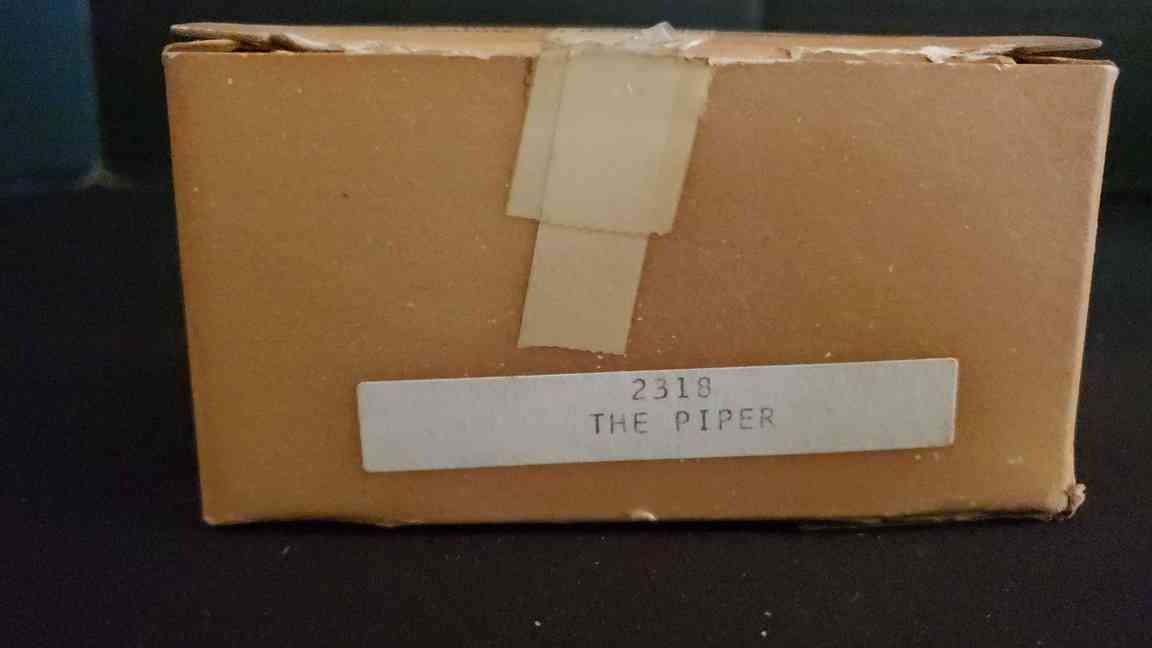 2318
THE PIPER